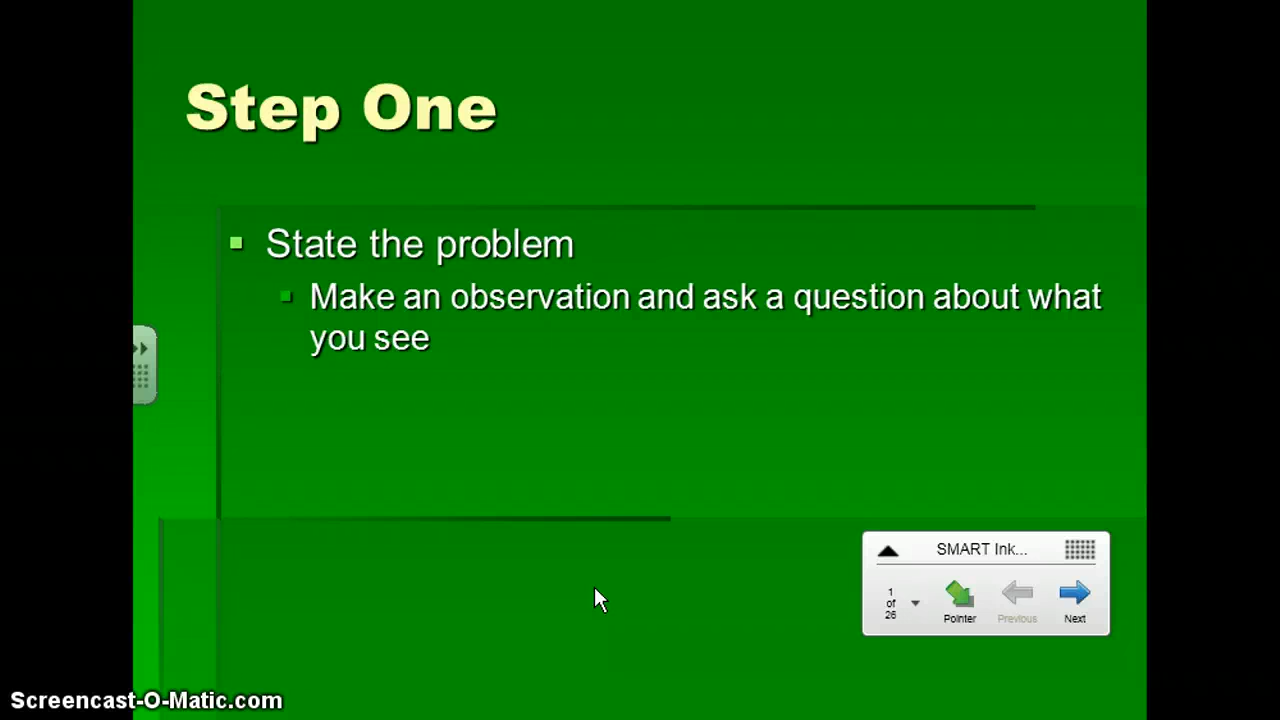 Step One
State the problem
Make an observation and ask a question about what
you see
SMART Ink...
1
of
26
Pointer
Previous
Next
Screencast-O-Matic.com